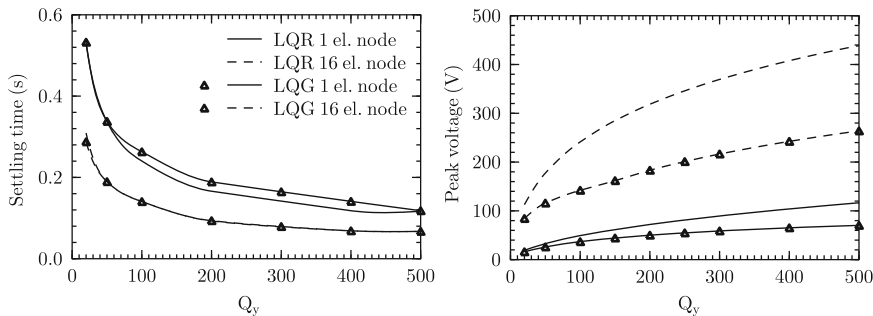 0.6
0.4
0.2
0.0
Settling time (s)
LQR 1 el. node
LQR 16 el. node
LQG 1 el. node
LQG 16 el. node
0 100 200 300 400 500
Q_y
500
400
300
200
100
0
Peak voltage (V)
0 100 200 300 400 500
Q_y